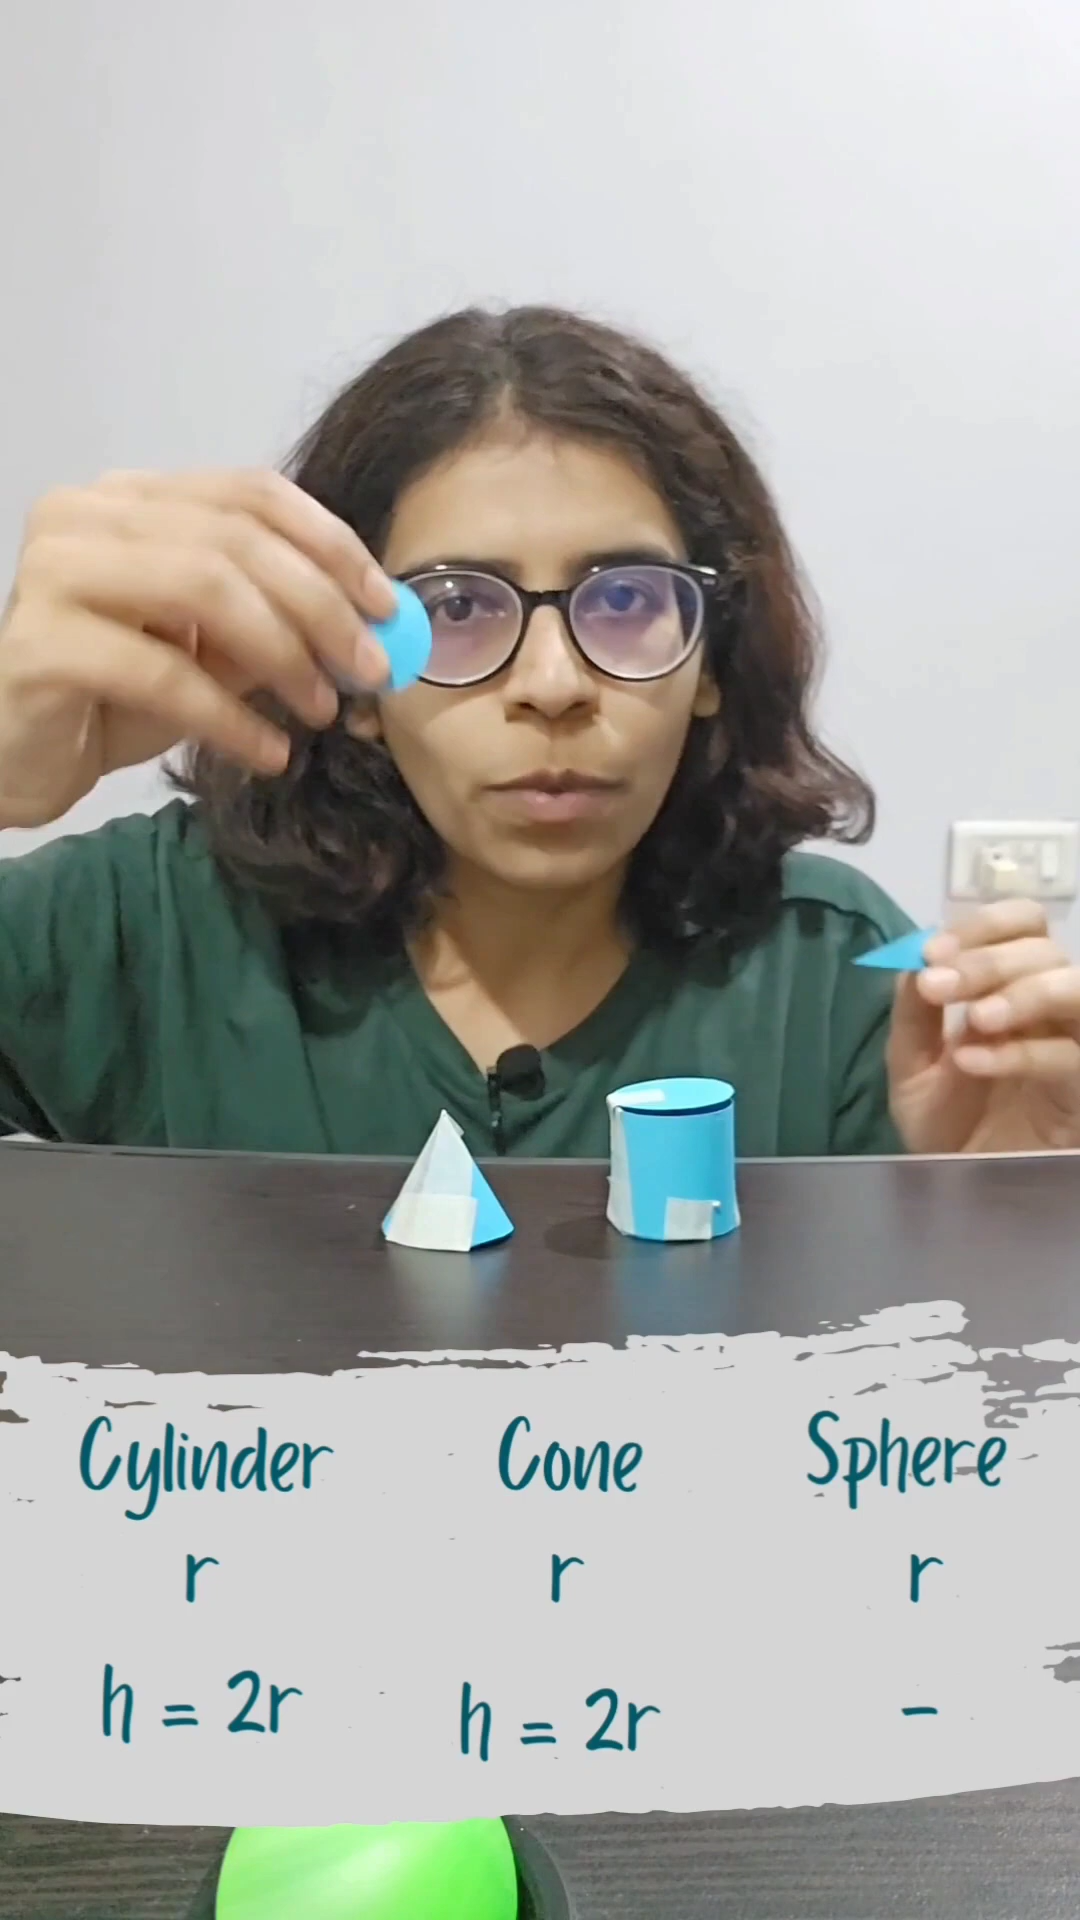 Cylinder Cone Sphere
r r r
h = 2r h = 2r -